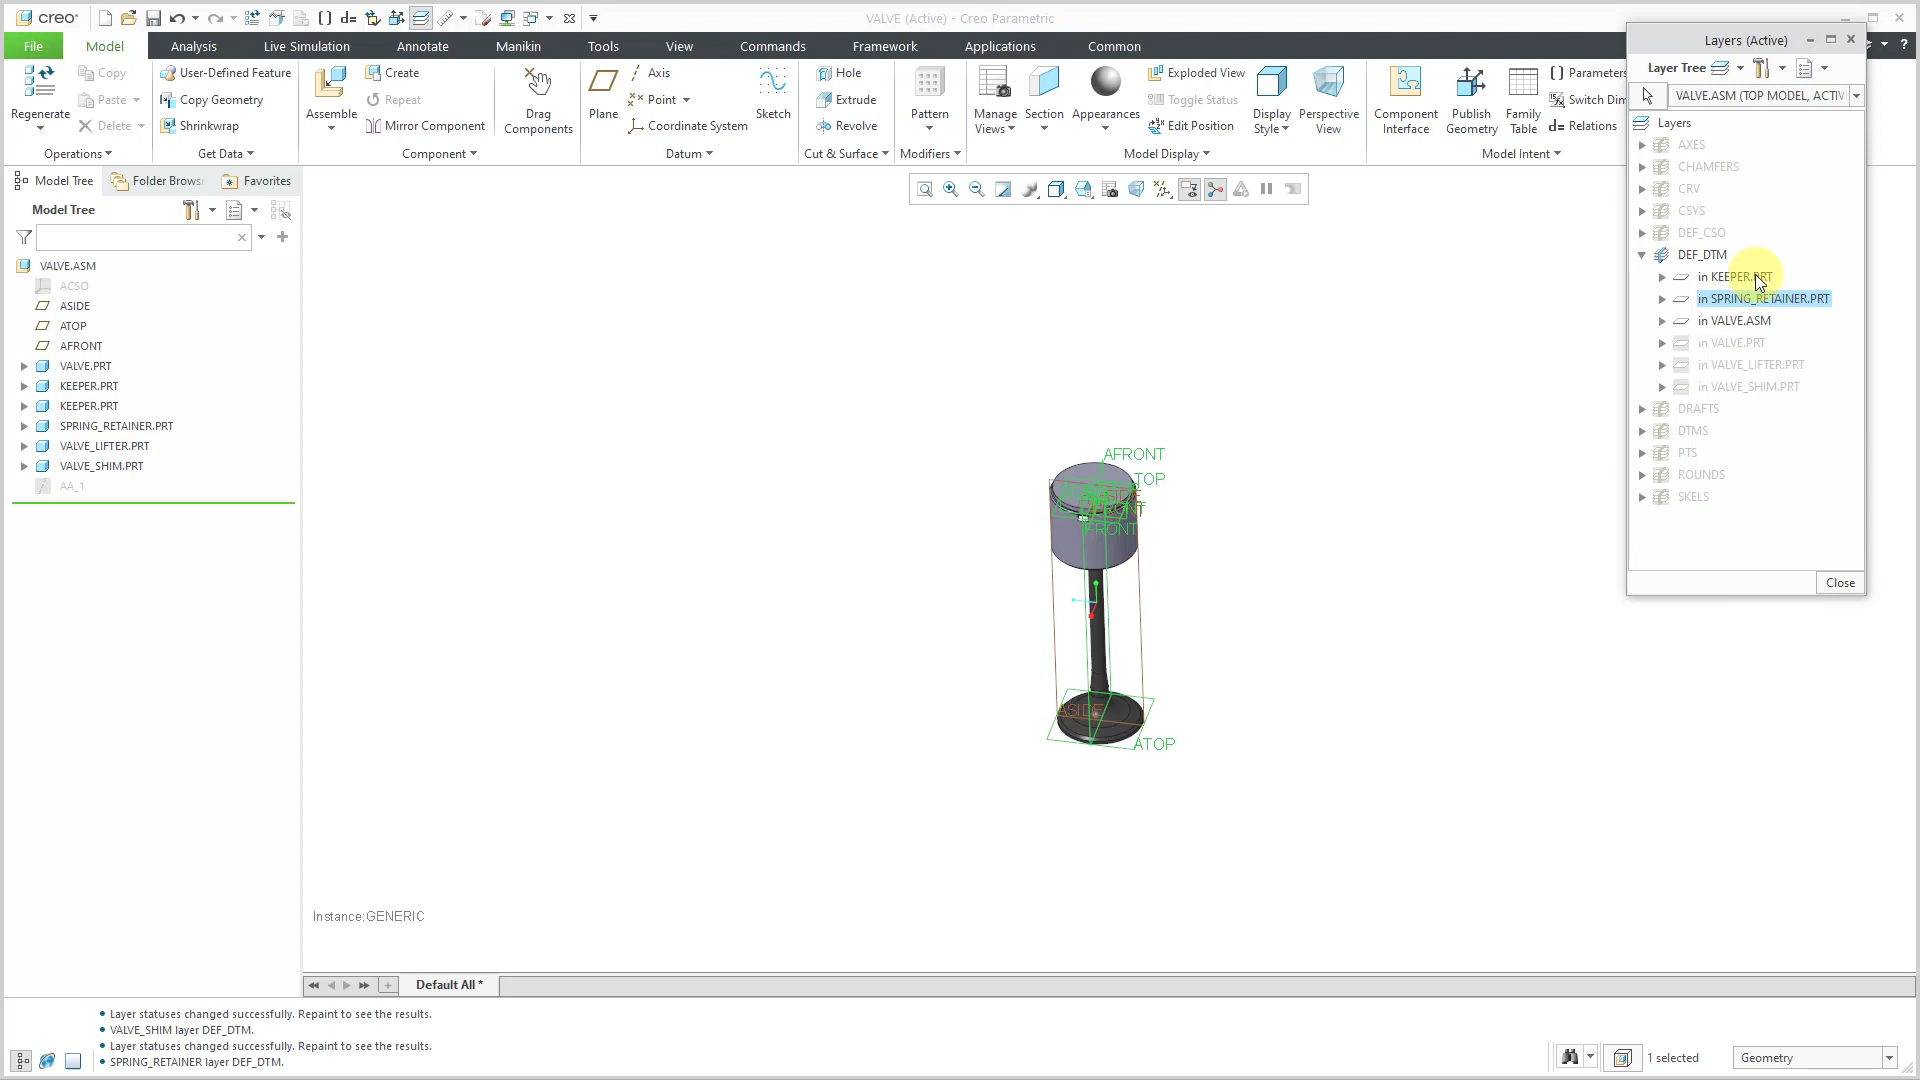 creo
VALVE (Active) - Creo Parametric
File Model Analysis Live Simulation Annotate Manikin Tools View Commands Framework Applications Common
Regenerate
Copy
Paste
Delete
Operations
User-Defined Feature
Copy Geometry
Shrinkwrap
Get Data
Assemble
Create
Repeat
Mirror Component
Component
Drag Components
Plane
Axis
Point
Coordinate System
Sketch
Datum
Hole
Extrude
Revolve
Cut & Surface
Pattern
Modifiers
Manage Views
Section
Appearances
Exploded View
Toggle Status
Edit Position
Display Style
Perspective View
Model Display
Component Interface
Publish Geometry
Family Table
Parameters
Switch Dim
d= Relations
Model Intent
Model Tree Folder Brows Favorites
Model Tree
VALVE.ASM
ACS0
ASIDE
ATOP
AFRONT
VALVE.PRT
KEEPER.PRT
KEEPER.PRT
SPRING_RETAINER.PRT
VALVE_LIFTER.PRT
VALVE_SHIM.PRT
AA_1
AFRONT
TOP
FRONT
FRONT
ASIDE
ATOP
Instance:GENERIC
Default All *
Layers (Active)
Layer Tree
VALVE.ASM (TOP MODEL, ACTIV
Layers
AXES
CHAMFERS
CRV
CSYS
DEF_CSO
DEF_DTM
in KEEPER.PRT
in SPRING_RETAINER.PRT
in VALVE.ASM
in VALVE.PRT
in VALVE_LIFTER.PRT
in VALVE_SHIM.PRT
DRAFTS
DTMS
PTS
ROUNDS
SKELS
Close
Layer statuses changed successfully. Repaint to see the results.
VALVE_SHIM layer DEF_DTM.
Layer statuses changed successfully. Repaint to see the results.
SPRING_RETAINER layer DEF_DTM.
1 selected
Geometry